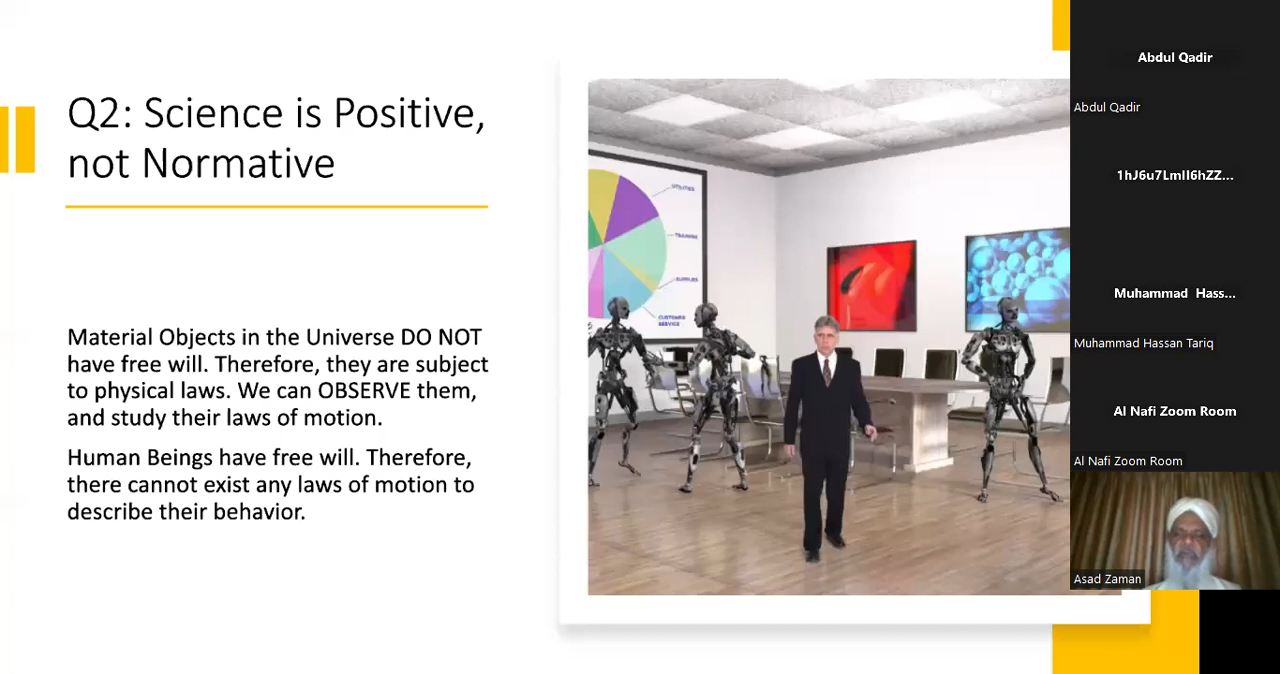 Q2: Science is Positive,
not Normative
Material Objects in the Universe DO NOT
have free will. Therefore, they are subject
to physical laws. We can OBSERVE them,
and study their laws of motion.
Human Beings have free will. Therefore,
there cannot exist any laws of motion to
describe their behavior.
UTILITIES
TRAINING
SUPPLIES
CUSTOMER
SERVICE
Abdul Qadir
Abdul Qadir
Muhammad Hass...
Muhammad Hassan Tariq
Al Nafi Zoom Room
Al Nafi Zoom Room
Asad Zaman